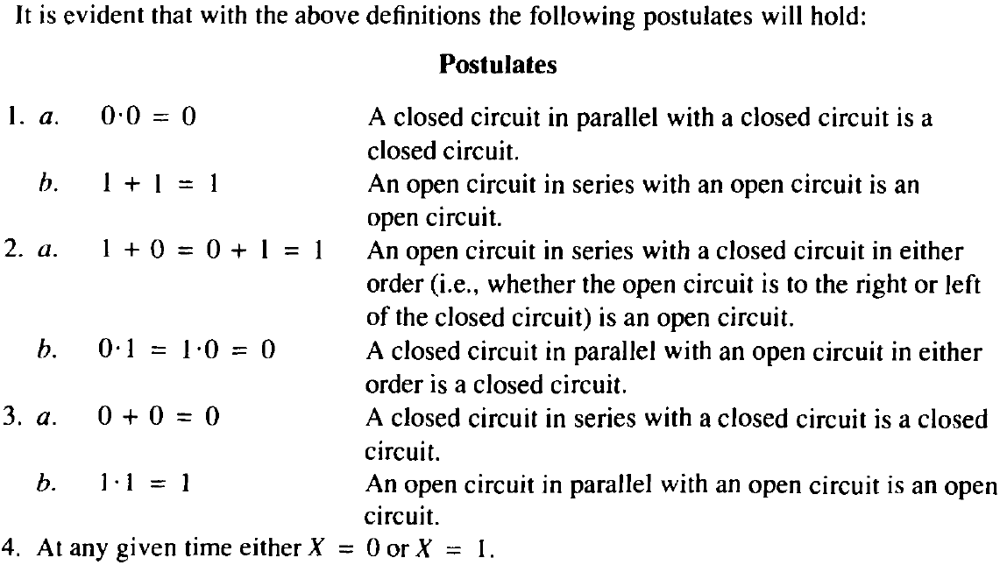 It is evident that with the above definitions the following postulates will hold:
Postulates
1. a. 0·0 = 0 A closed circuit in parallel with a closed circuit is a
closed circuit.
b. 1 + 1 = 1 An open circuit in series with an open circuit is an
open circuit.
2. a. 1 + 0 = 0 + 1 = 1 An open circuit in series with a closed circuit in either
order (i.e., whether the open circuit is to the right or left
of the closed circuit) is an open circuit.
b. 0·1 = 1·0 = 0 A closed circuit in parallel with an open circuit in either
order is a closed circuit.
3. a. 0 + 0 = 0 A closed circuit in series with a closed circuit is a closed
circuit.
b. 1·1 = 1 An open circuit in parallel with an open circuit is an open
circuit.
4. At any given time either X = 0 or X = 1.